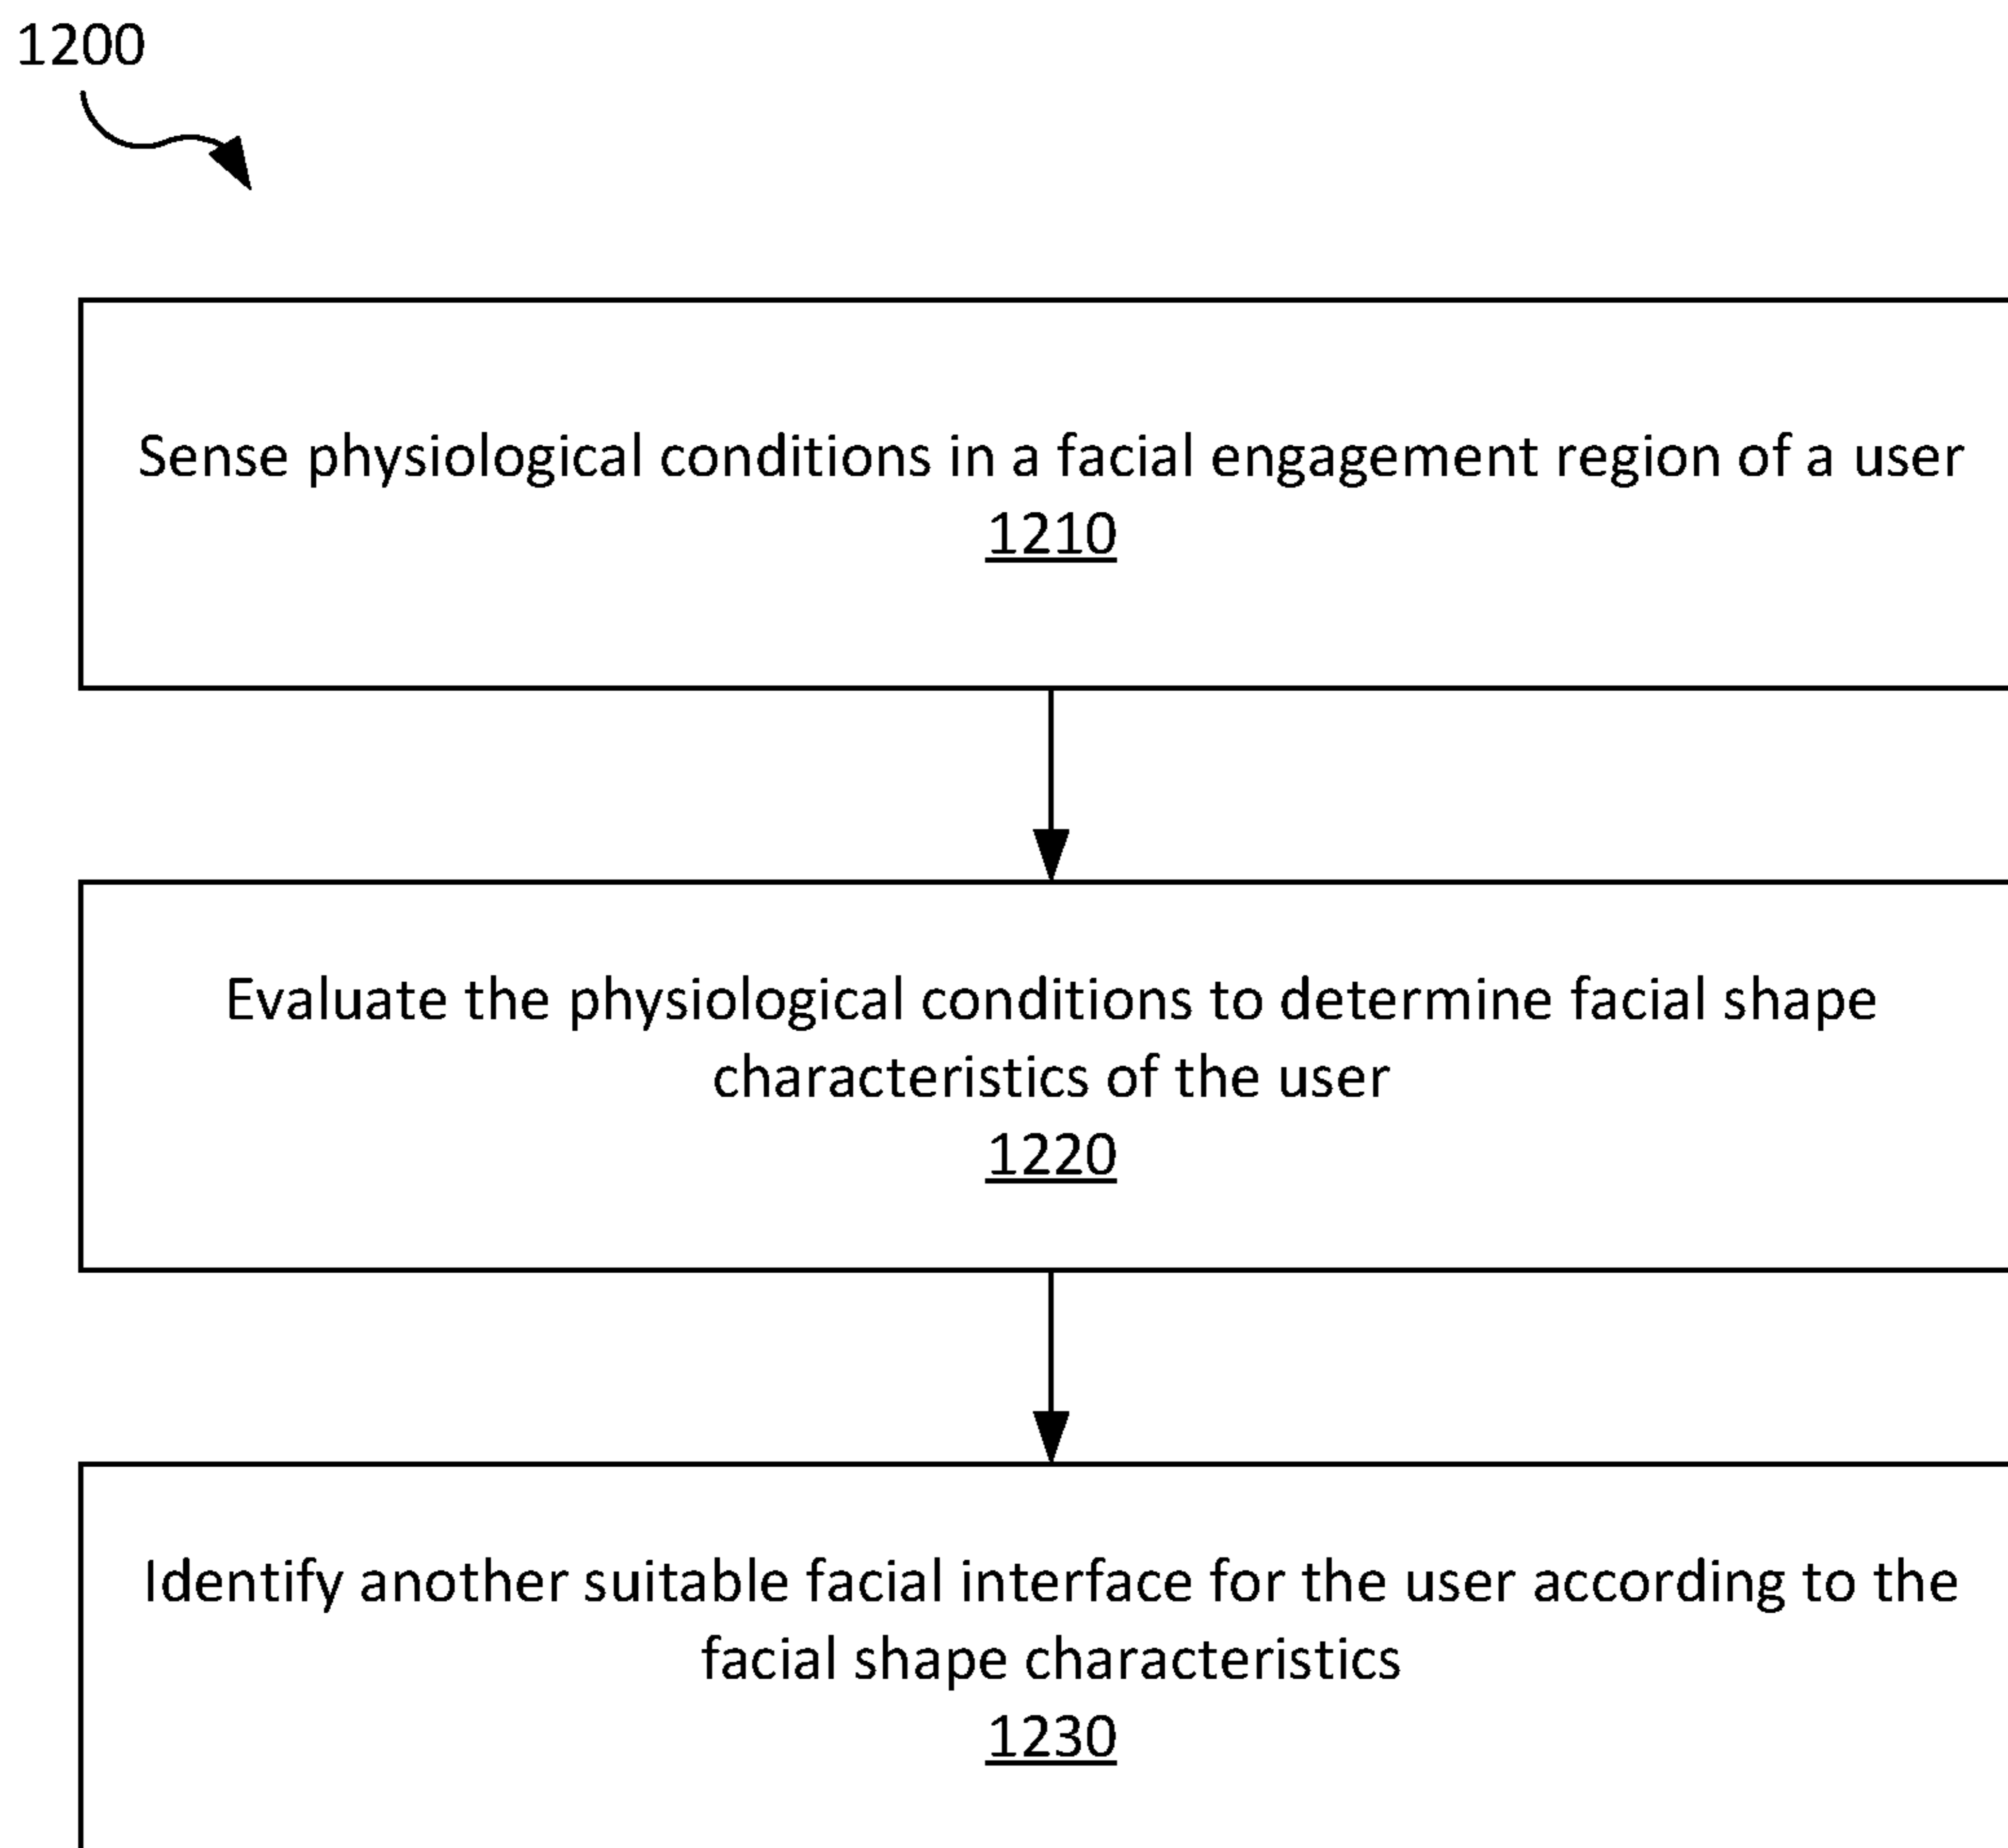 1200
Sense physiological conditions in a facial engagement region of a user
1210
Evaluate the physiological conditions to determine facial shape
characteristics of the user
1220
Identify another suitable facial interface for the user according to the
facial shape characteristics
1230